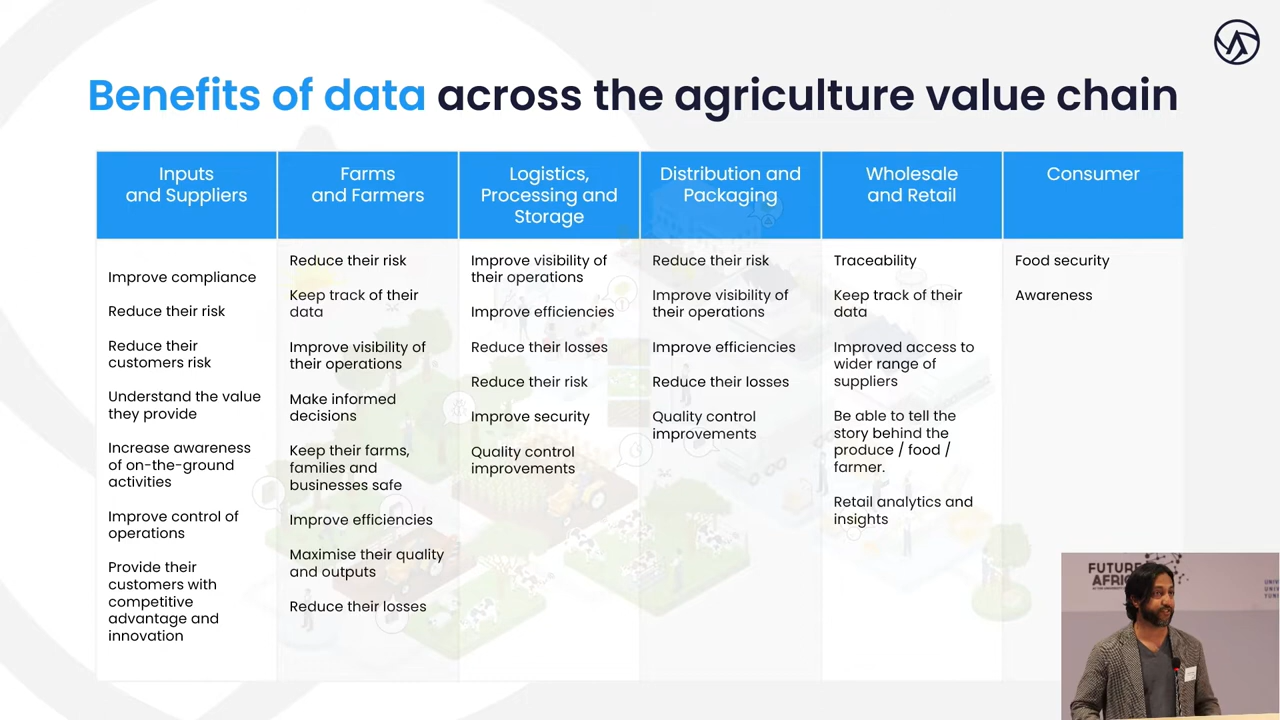 Benefits of data across the agriculture value chain
Inputs
and Suppliers
Improve compliance
Reduce their risk
Reduce their
customers risk
Understand the value
they provide
Increase awareness
of on-the-ground
activities
Improve control of
operations
Provide their
customers with
competitive
advantage and
innovation
Farms
and Farmers
Reduce their risk
Keep track of their
data
Improve visibility of
their operations
Make informed
decisions
Keep their farms,
families and
businesses safe
Improve efficiencies
Maximise their quality
and outputs
Reduce their losses
Logistics,
Processing and
Storage
Improve visibility of
their operations
Improve efficiencies
Reduce their losses
Reduce their risk
Improve security
Quality control
improvements
Distribution and
Packaging
Reduce their risk
Improve visibility of
their operations
Improve efficiencies
Reduce their losses
Quality control
improvements
Wholesale
and Retail
Traceability
Keep track of their
data
Improved access to
wider range of
suppliers
Be able to tell the
story behind the
produce / food /
farmer.
Retail analytics and
insights
Consumer
Food security
Awareness
FUTURE